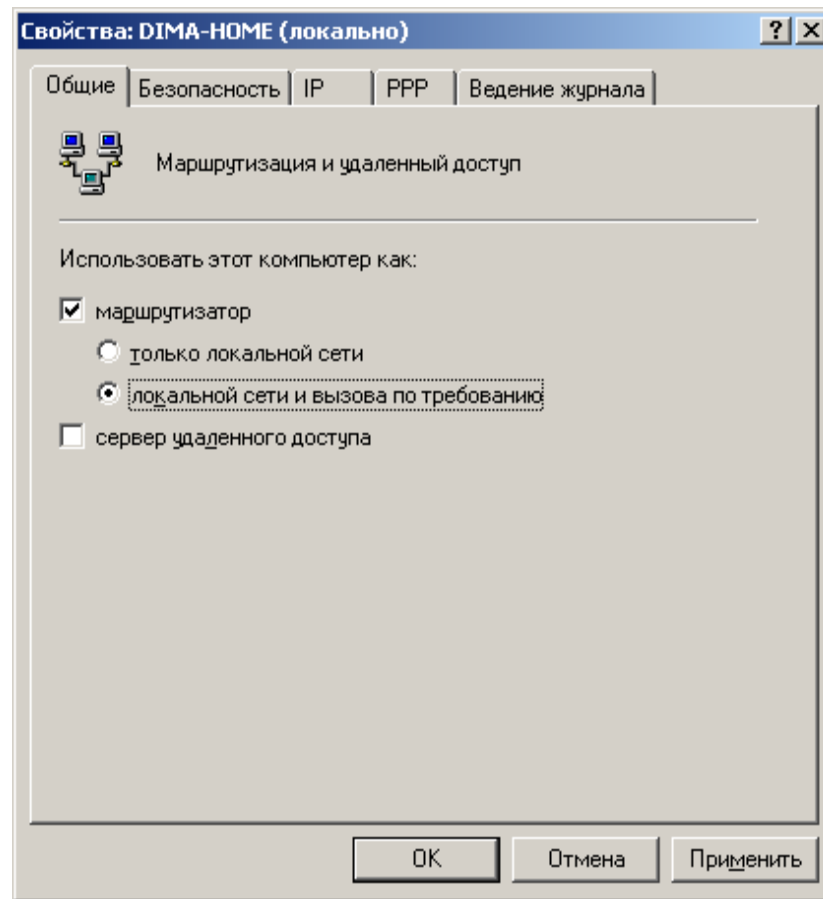 Свойства: DIMA-HOME (локально)
Общие Безопасность IP PPP Ведение журнала
Маршрутизация и удаленный доступ
Использовать этот компьютер как:
маршрутизатор
только локальной сети
локальной сети и вызова по требованию
сервер удаленного доступа
OK Отмена Применить